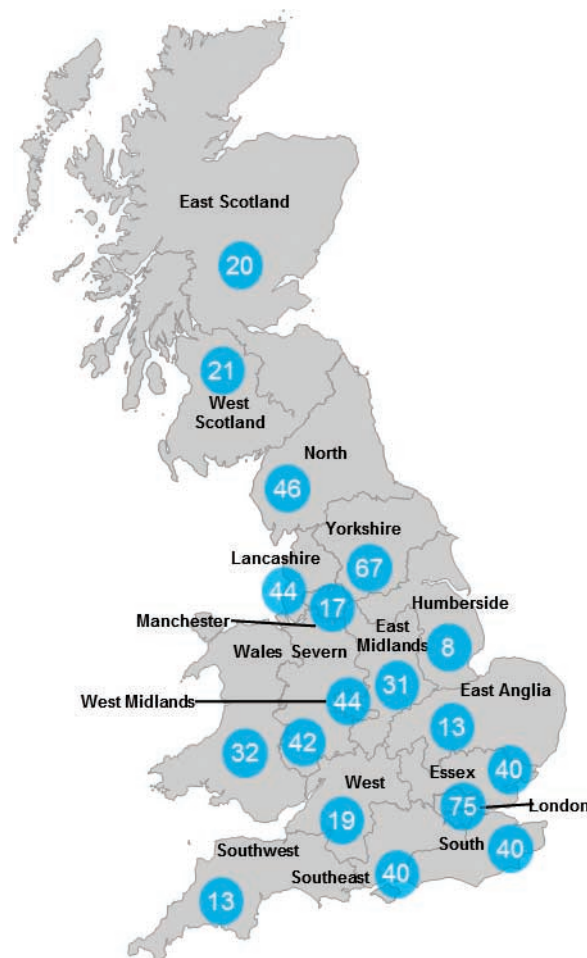 East Scotland
20
21
West
Scotland
North
46
Yorkshire
67
Lancashire
44
17
Manchester
Humberside
8
East
Midlands
31
Wales
Severn
West Midlands
44
East Anglia
13
32
42
Essex
40
West
75
London
19
South
40
Southwest
Southeast
40
13